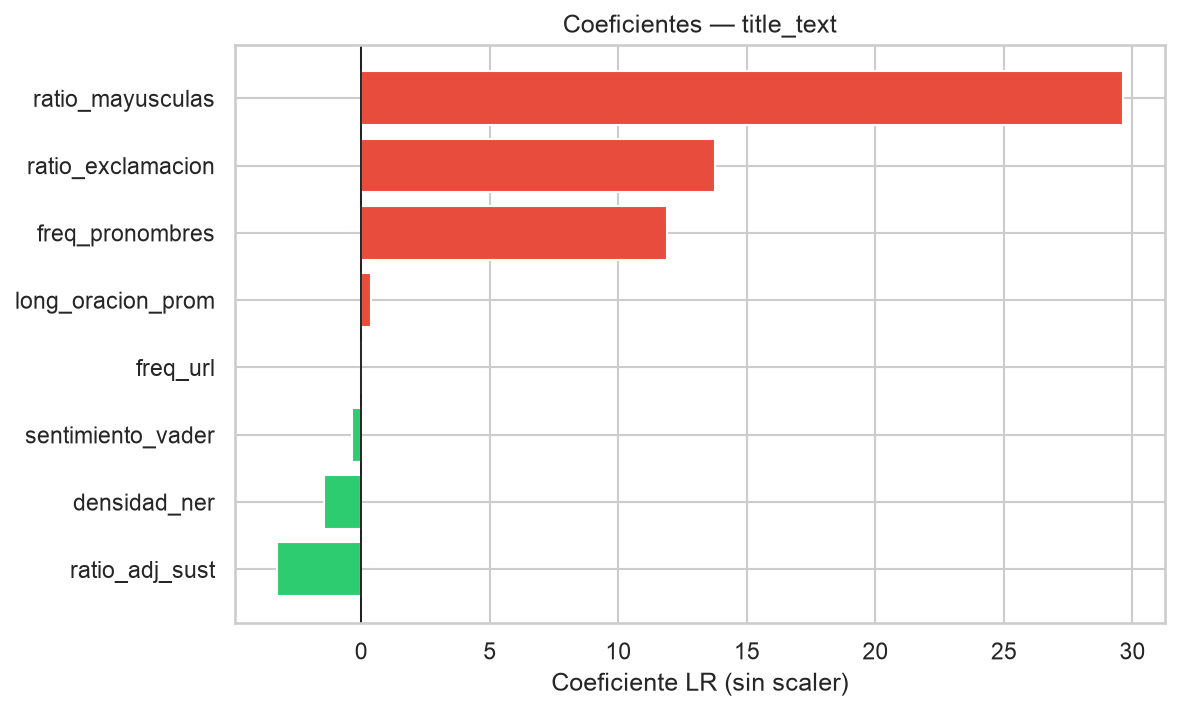 Coeficientes — title_text
ratio_mayusculas
ratio_exclamacion
freq_pronombres
long_oracion_prom
freq_url
sentimiento_vader
densidad_ner
ratio_adj_sust
0 5 10 15 20 25 30
Coeficiente LR (sin scaler)